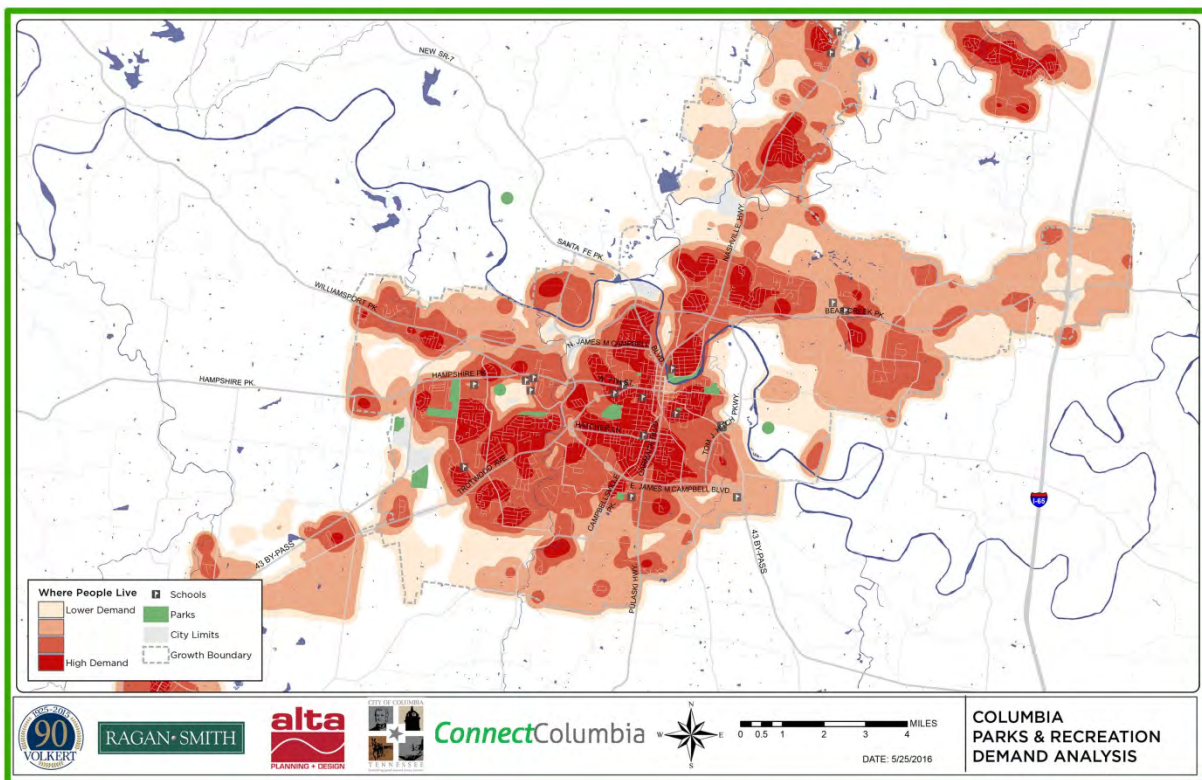 NEW SR-7
SANTA FE PK.
NASHVILLE HWY.
WILLIAMSPORT PK.
BEAR CREEK PK.
N. JAMES M CAMPBELL BLVD.
HAMPSHIRE PK.
HAMPSHIRE PK.
W. 7TH ST.
HATCHER LN.
TROTWOOD AVE.
E. JAMES M CAMPBELL BLVD.
I-65
43 BY-PASS
43 BY-PASS
PULASKI HWY.
Where People Live
Lower Demand
High Demand
Schools
Parks
City Limits
Growth Boundary
90
VOLKERT
RAGAN·SMITH
alta
PLANNING + DESIGN
CITY OF COLUMBIA
TENNESSEE
ConnectColumbia
N
W E
S
MILES
0 0.5 1 2 3 4
DATE: 5/25/2016
COLUMBIA
PARKS & RECREATION
DEMAND ANALYSIS